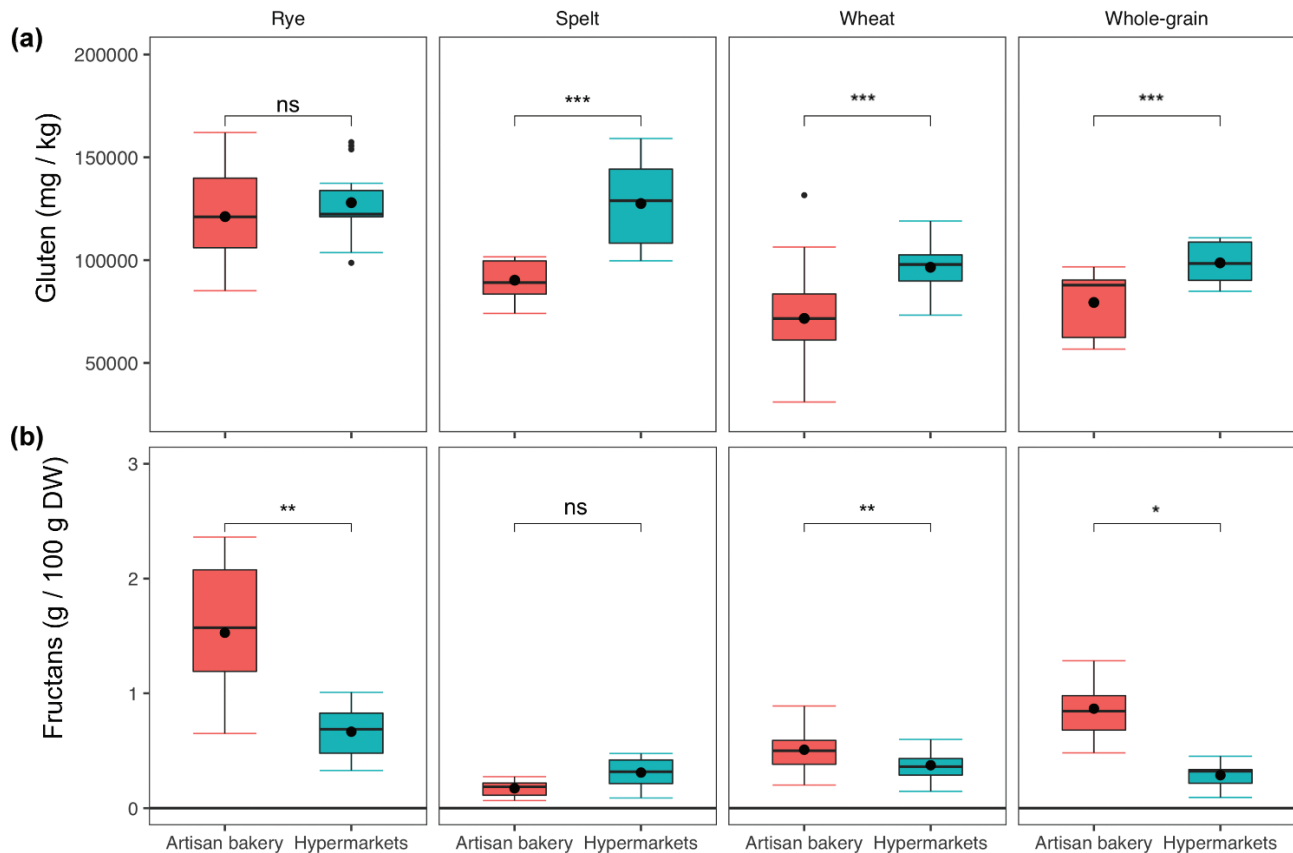 Rye Spelt Wheat Whole-grain
(a)
200000
ns *** *** ***
150000
100000
50000
Gluten (mg / kg)
(b)
3
** ns ** *
2
1
0
Fructans (g / 100 g DW)
Artisan bakery Hypermarkets Artisan bakery Hypermarkets Artisan bakery Hypermarkets Artisan bakery Hypermarkets